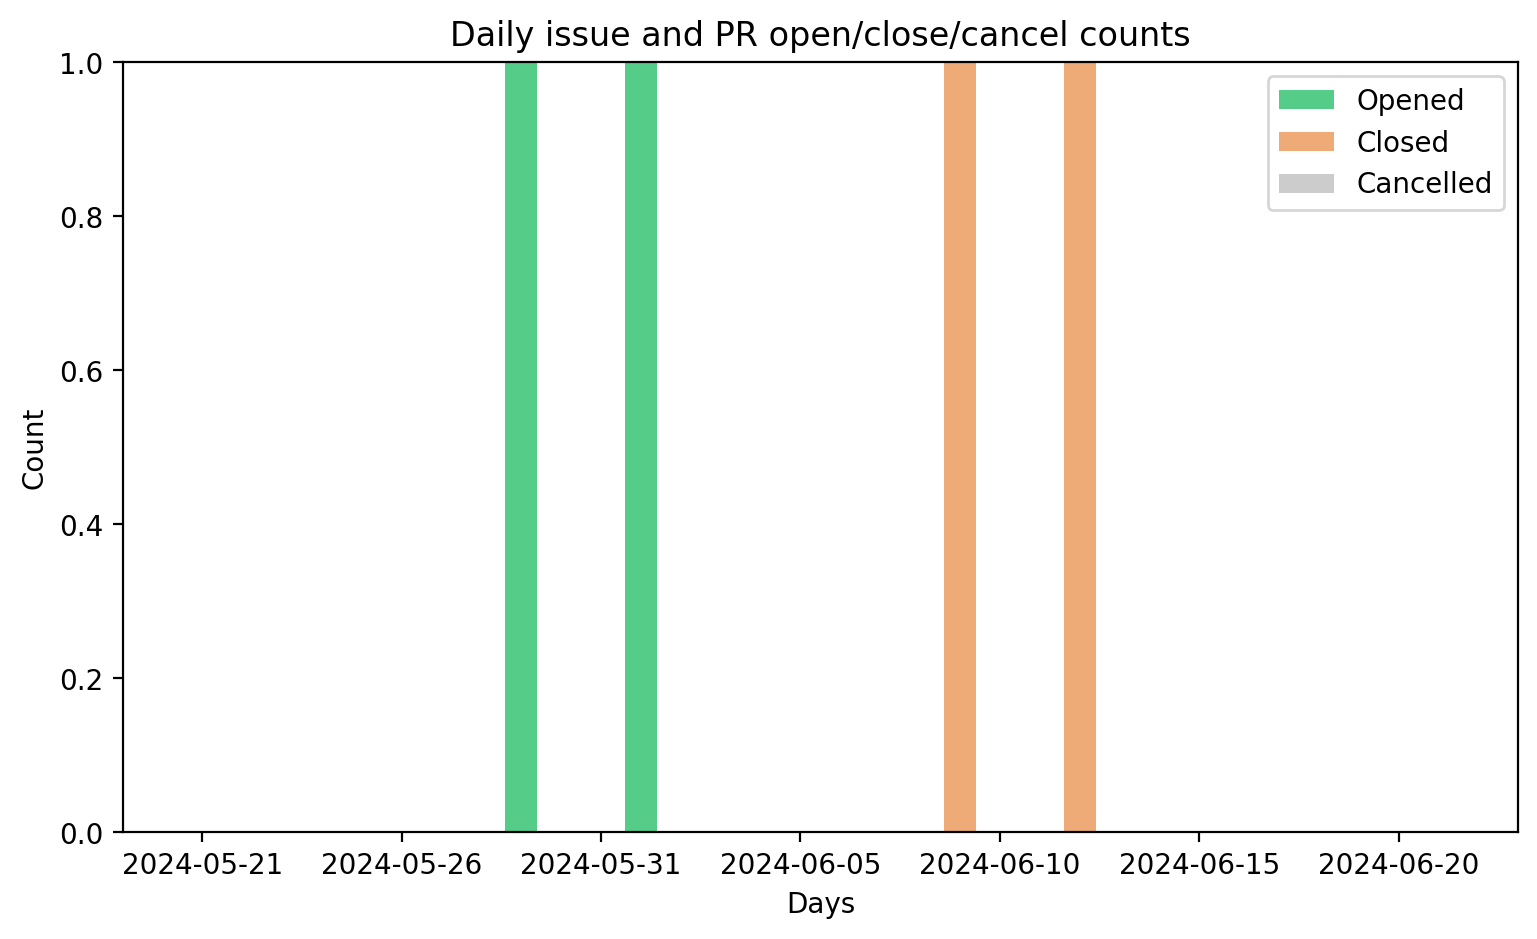 Daily issue and PR open/close/cancel counts
1.0
0.8
0.6
0.4
0.2
0.0
Count
Opened
Closed
Cancelled
2024-05-21
2024-05-26
2024-05-31
2024-06-05
2024-06-10
2024-06-15
2024-06-20
Days